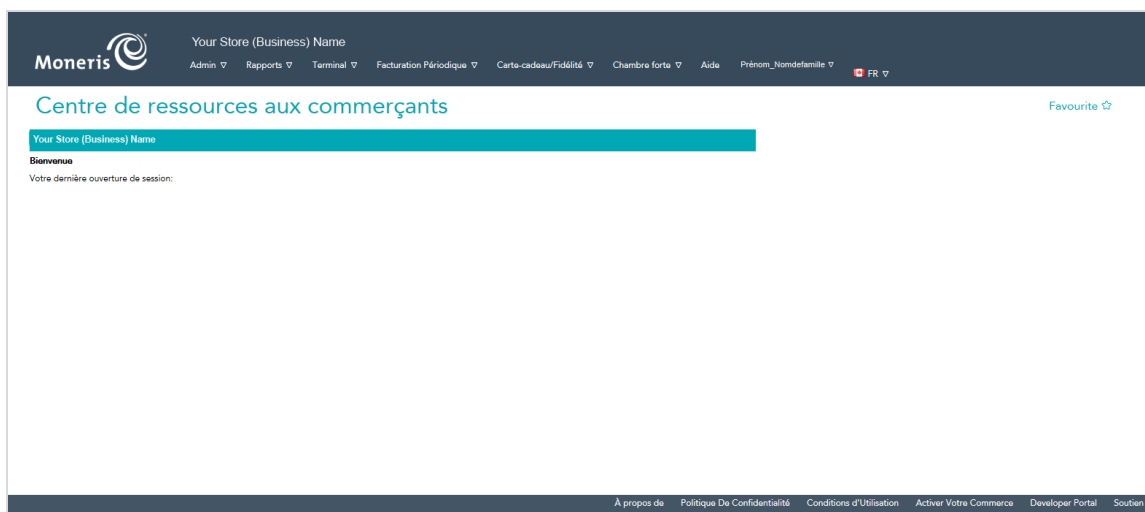 Moneris
Your Store (Business) Name
Admin Rapports Terminal Facturation Périodique Carte-cadeau/Fidélité Chambre forte Aide Prénom_Nomdefamille FR
Centre de ressources aux commerçants
Favourite
Your Store (Business) Name
Bienvenue
Votre dernière ouverture de session:
À propos de Politique De Confidentialité Conditions d'Utilisation Activer Votre Commerce Developer Portal Soutien